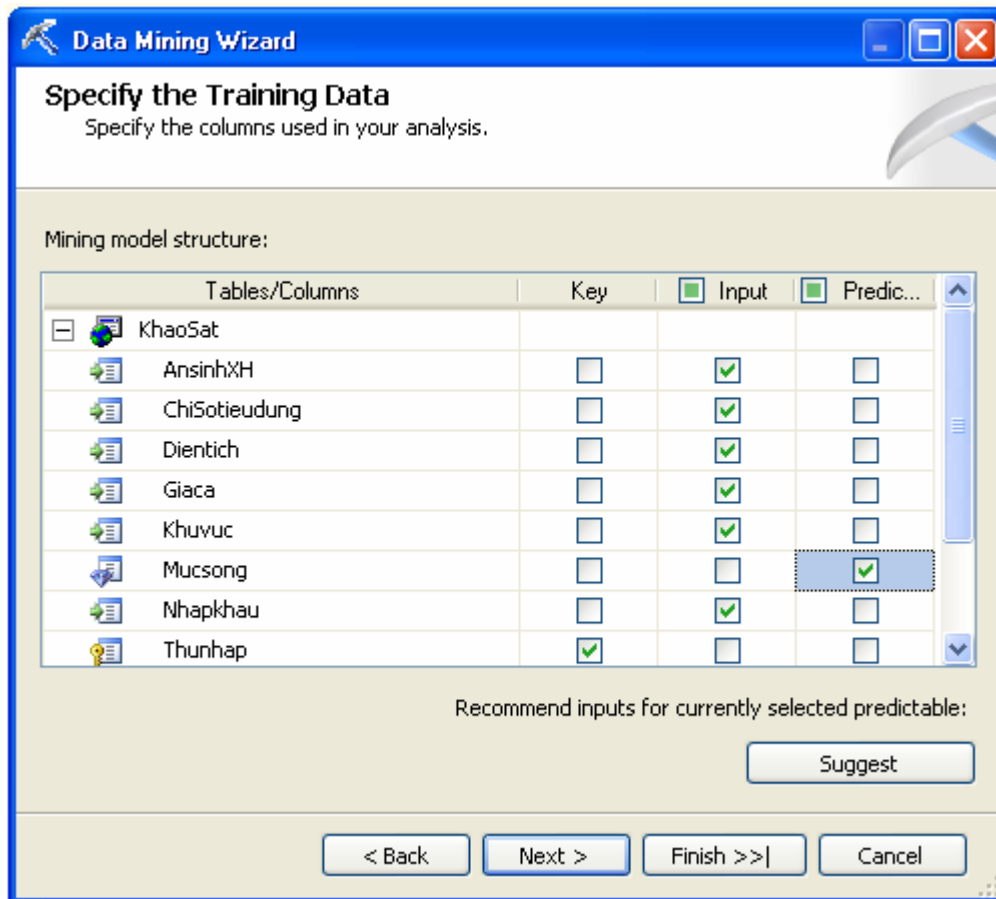 Data Mining Wizard
Specify the Training Data
Specify the columns used in your analysis.
Mining model structure:
Tables/Columns Key Input Predic...
KhaoSat
AnsinhXH
ChiSotieudung
Dientich
Giaca
Khuvuc
Mucsong
Nhapkhau
Thunhap
Recommend inputs for currently selected predictable:
Suggest
< Back Next > Finish >>| Cancel